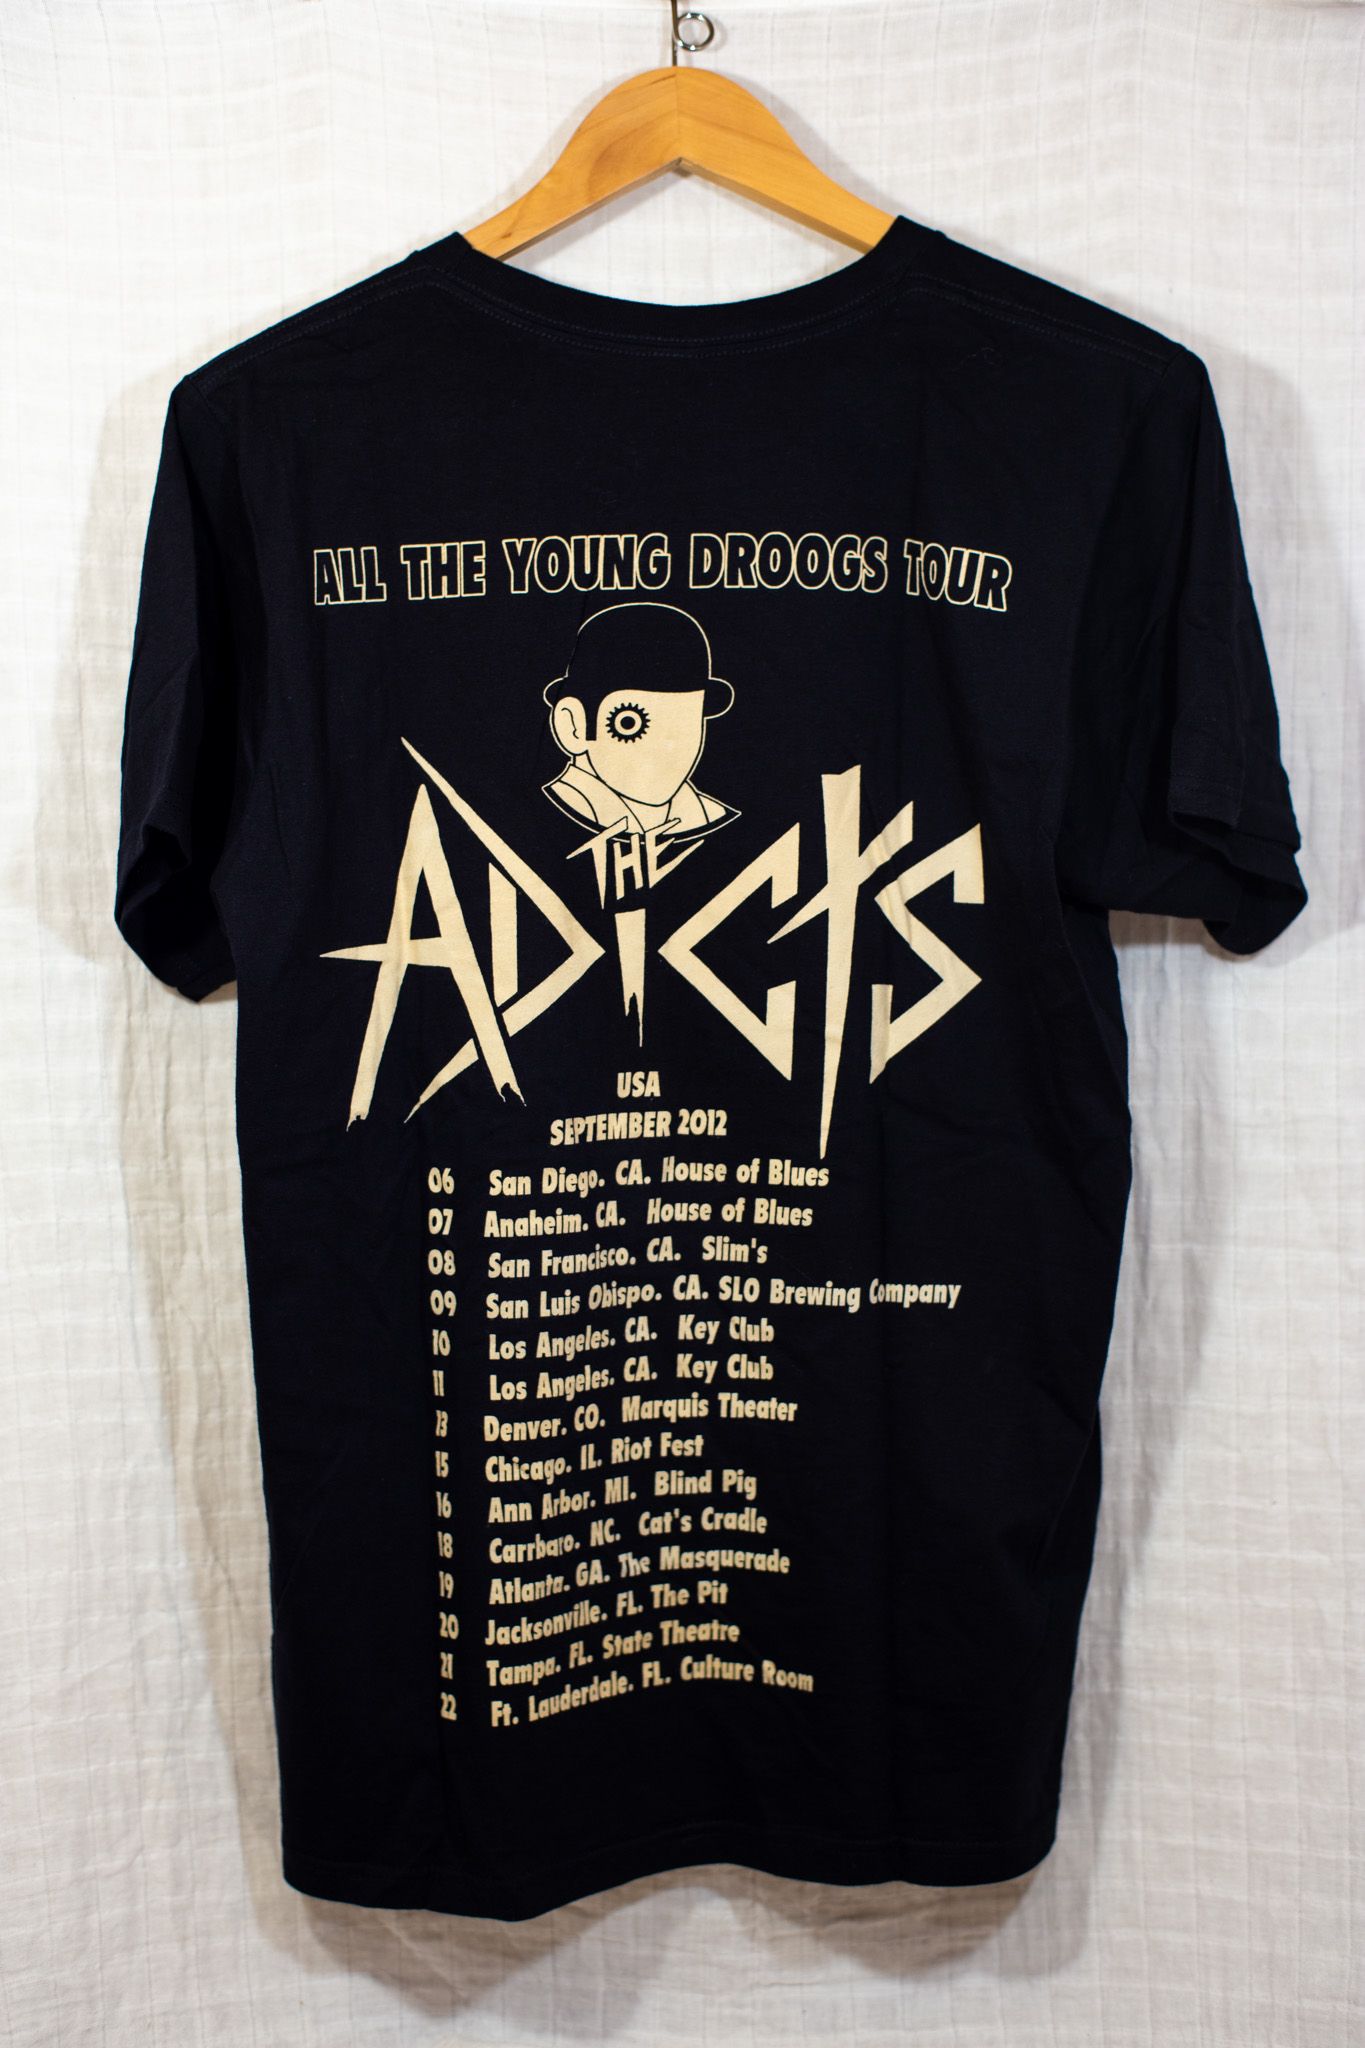 ALL THE YOUNG DROOGS TOUR
THE
ADiCTS
USA
SEPTEMBER 2012
06 San Diego. CA. House of Blues
07 Anaheim. CA. House of Blues
08 San Francisco. CA. Slim's
09 San Luis Obispo. CA. SLO Brewing Company
10 Los Angeles. CA. Key Club
11 Los Angeles. CA. Key Club
13 Denver. CO. Marquis Theater
15 Chicago. IL. Riot Fest
16 Ann Arbor. MI. Blind Pig
18 Carrbaro. NC. Cat's Cradle
19 Atlanta. GA. The Masquerade
20 Jacksonville. FL. The Pit
21 Tampa. FL. State Theatre
22 Ft. Lauderdale. FL. Culture Room